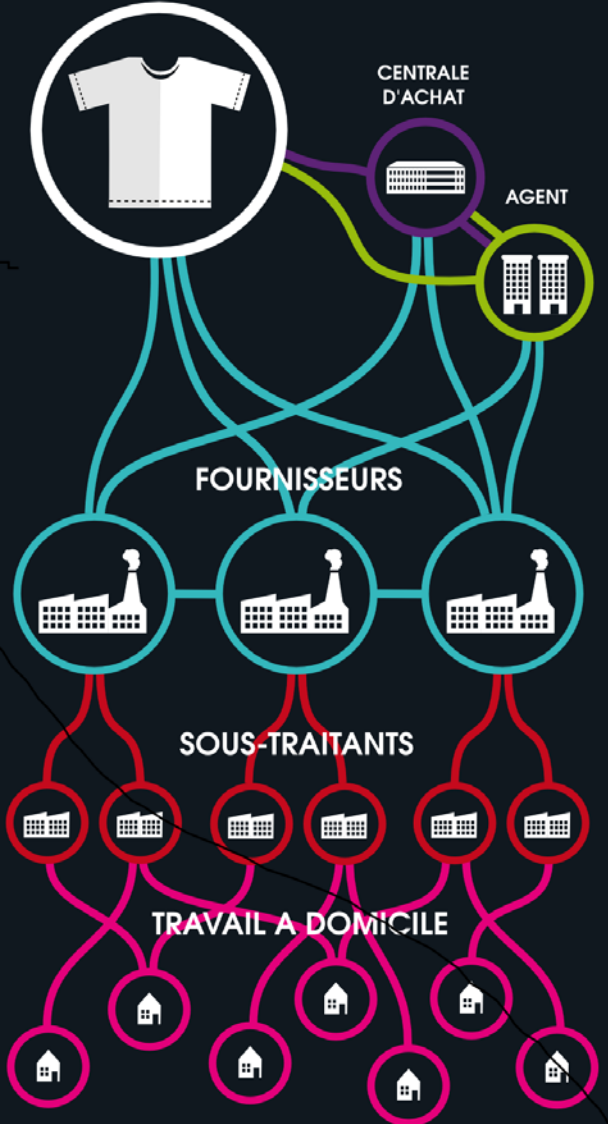 CENTRALE
D'ACHAT
AGENT
FOURNISSEURS
SOUS-TRAITANTS
TRAVAIL A DOMICILE